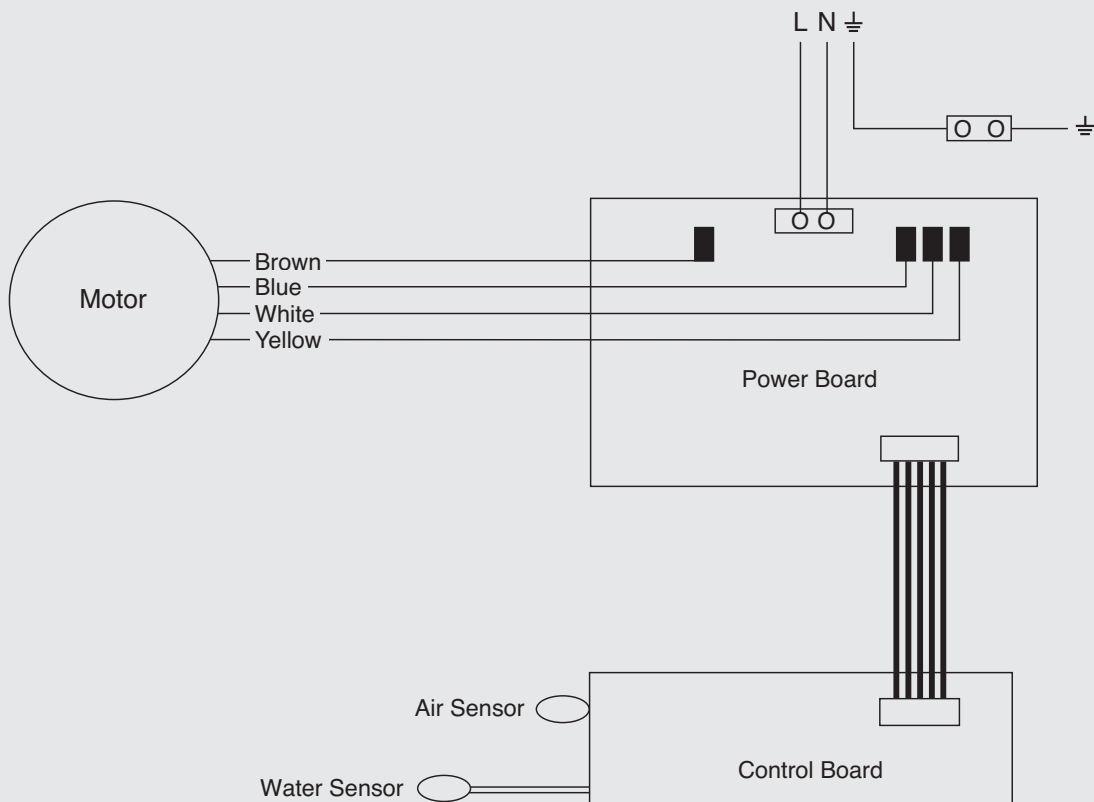 L N ⏚
Brown
Blue
White
Yellow
Motor
Power Board
Air Sensor
Control Board
Water Sensor